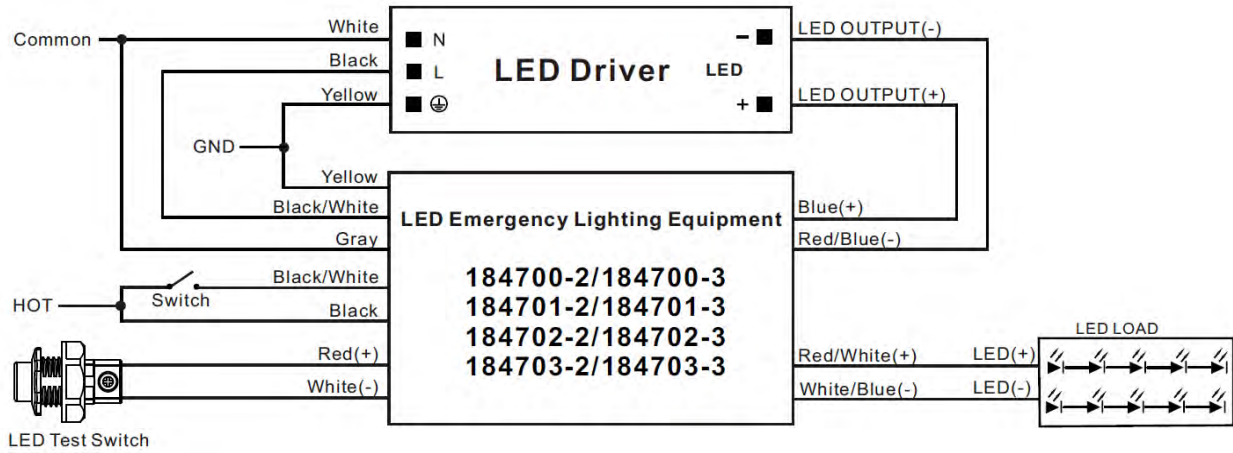 White
Common
N
LED OUTPUT(-)
Black
L
LED Driver
LED
Yellow
LED OUTPUT(+)
+
GND
Yellow
Black/White
LED Emergency Lighting Equipment
Blue(+)
Gray
Red/Blue(-)
Black/White
184700-2/184700-3
HOT
Switch
Black
184701-2/184701-3
184702-2/184702-3
Red(+)
184703-2/184703-3
Red/White(+)
LED(+)
LED LOAD
White(-)
White/Blue(-)
LED(-)
LED Test Switch